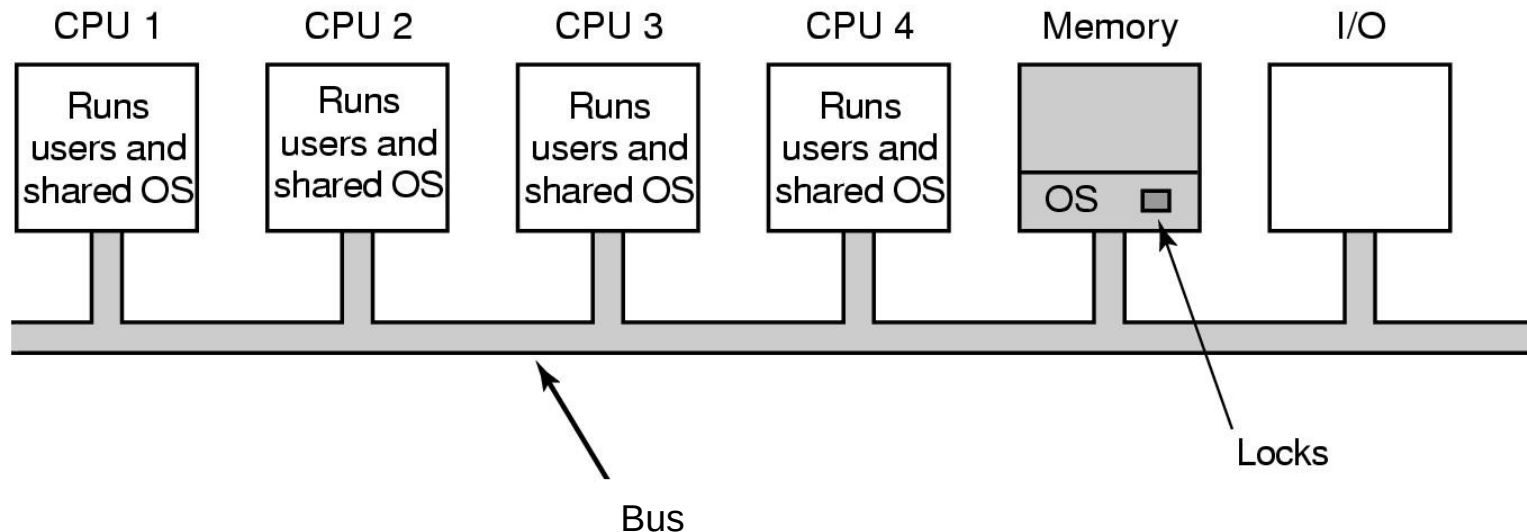 CPU 1
CPU 2
CPU 3
CPU 4
Memory
I/O
Runs
users and
shared OS
Runs
users and
shared OS
Runs
users and
shared OS
Runs
users and
shared OS
OS
Locks
Bus